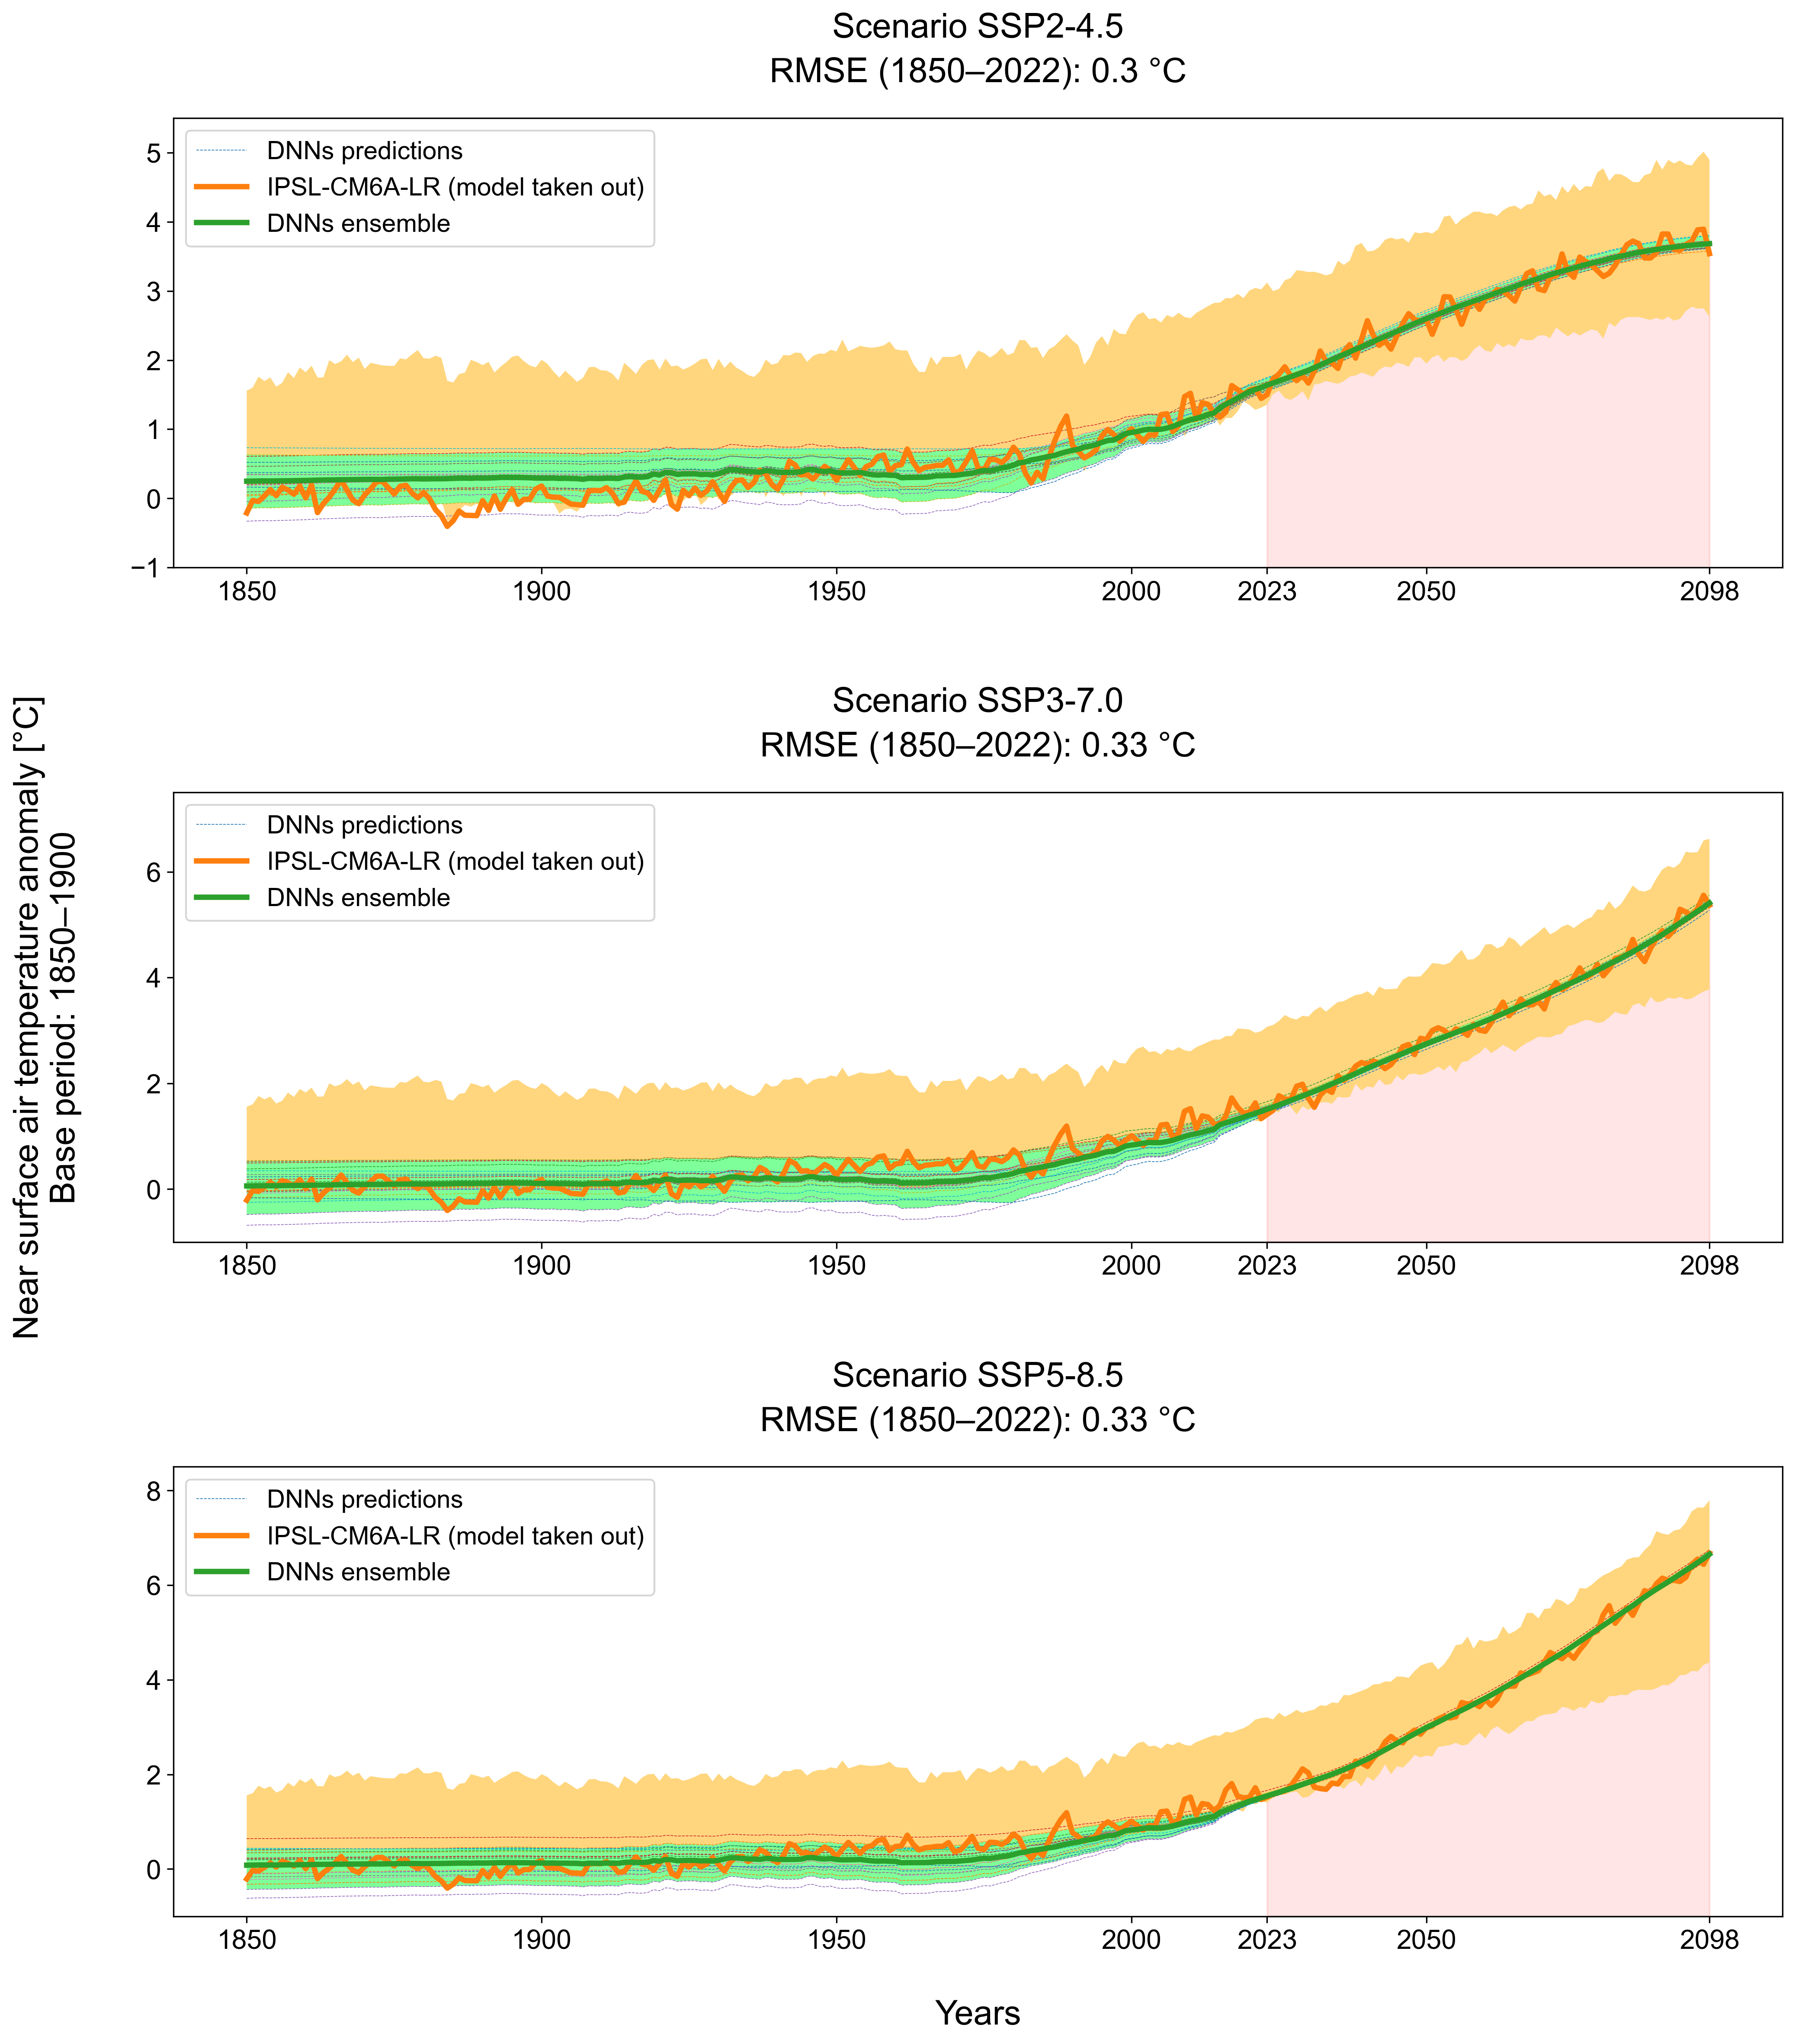 Near surface air temperature anomaly [°C]
Base period: 1850–1900
Scenario SSP2-4.5
RMSE (1850–2022): 0.3 °C
DNNs predictions
IPSL-CM6A-LR (model taken out)
DNNs ensemble
5
4
3
2
1
0
−1
1850 1900 1950 2000 2023 2050 2098
Scenario SSP3-7.0
RMSE (1850–2022): 0.33 °C
DNNs predictions
IPSL-CM6A-LR (model taken out)
DNNs ensemble
6
4
2
0
1850 1900 1950 2000 2023 2050 2098
Scenario SSP5-8.5
RMSE (1850–2022): 0.33 °C
DNNs predictions
IPSL-CM6A-LR (model taken out)
DNNs ensemble
8
6
4
2
0
1850 1900 1950 2000 2023 2050 2098
Years